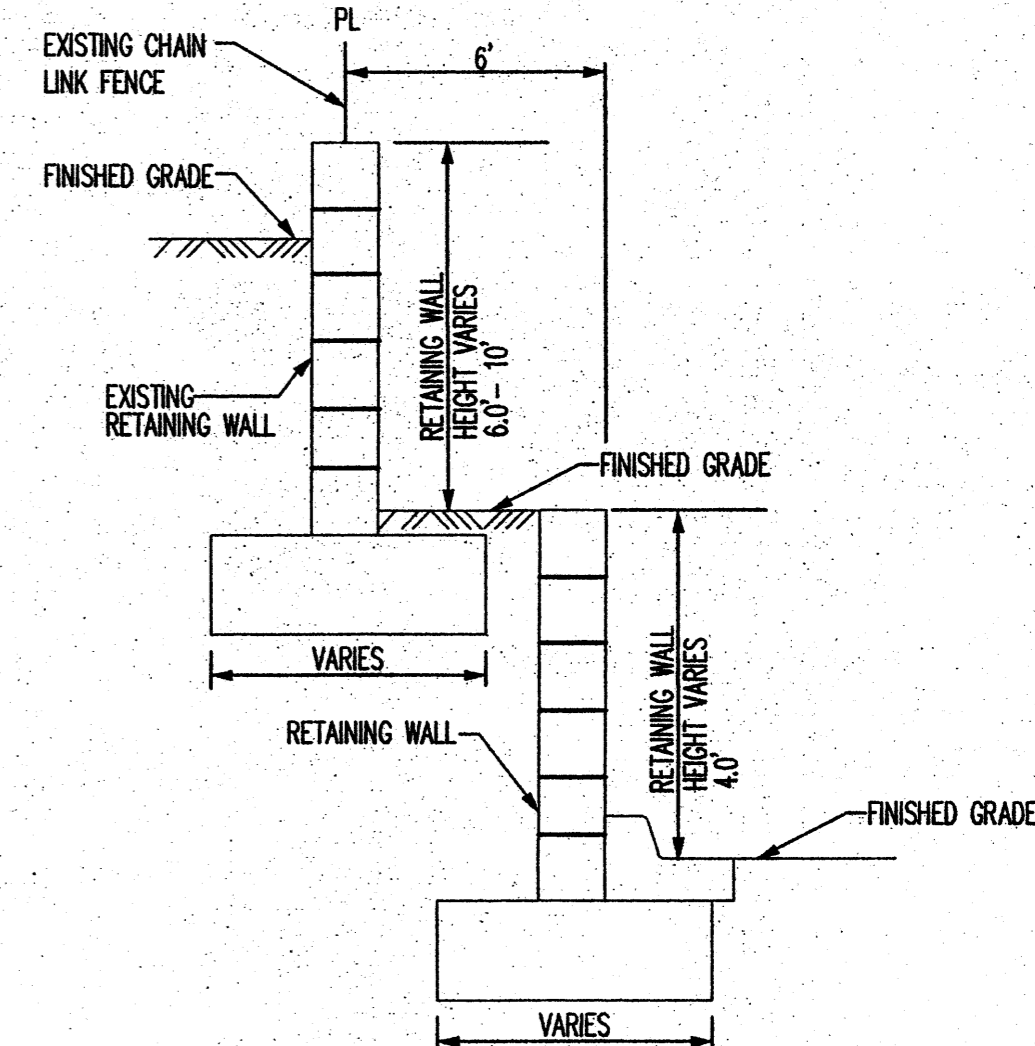 PL
EXISTING CHAIN
LINK FENCE
6'
FINISHED GRADE
RETAINING WALL
HEIGHT VARIES
6.0'- 10'
EXISTING
RETAINING WALL
FINISHED GRADE
VARIES
RETAINING WALL
RETAINING WALL
HEIGHT VARIES
4.0'
FINISHED GRADE
VARIES